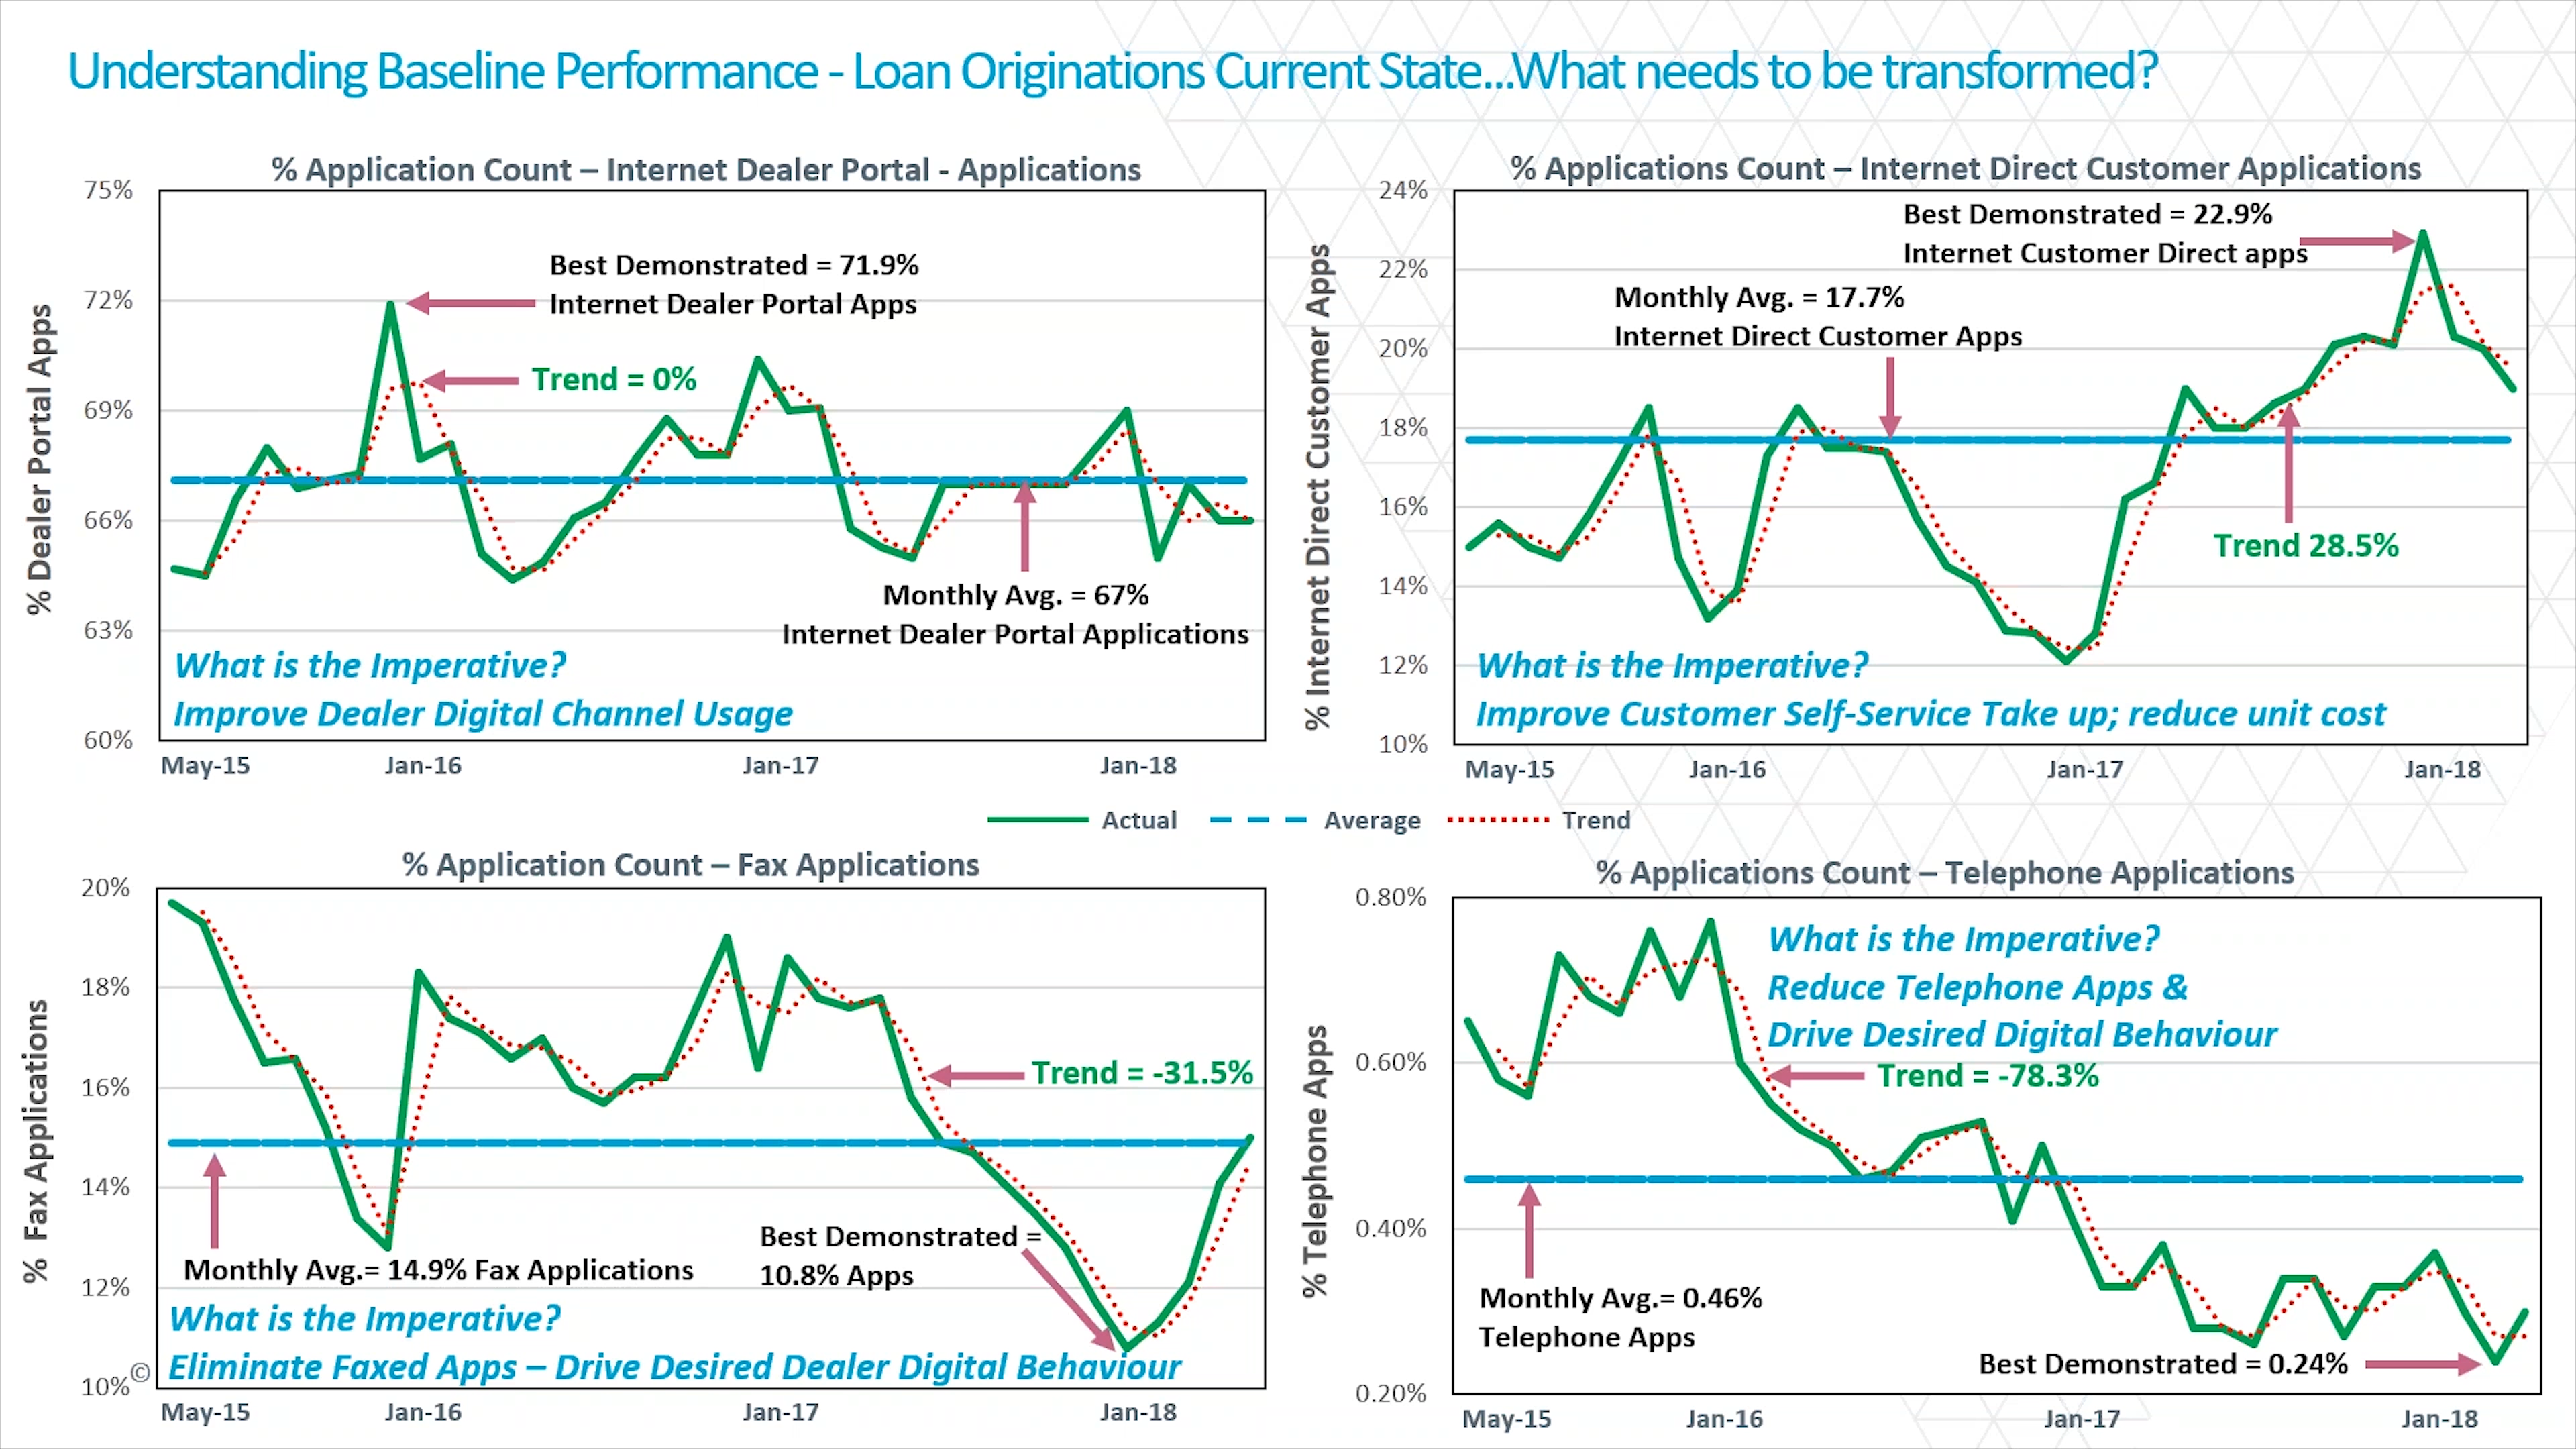 Understanding Baseline Performance - Loan Originations Current State...What needs to be transformed?
% Application Count – Internet Dealer Portal - Applications
% Dealer Portal Apps
75%
72%
69%
66%
63%
60%
Best Demonstrated = 71.9%
Internet Dealer Portal Apps
Trend = 0%
Monthly Avg. = 67%
Internet Dealer Portal Applications
What is the Imperative?
Improve Dealer Digital Channel Usage
May-15
Jan-16
Jan-17
Jan-18
% Applications Count – Internet Direct Customer Applications
% Internet Direct Customer Apps
24%
22%
20%
18%
16%
14%
12%
10%
Best Demonstrated = 22.9%
Internet Customer Direct apps
Monthly Avg. = 17.7%
Internet Direct Customer Apps
Trend 28.5%
What is the Imperative?
Improve Customer Self-Service Take up; reduce unit cost
May-15
Jan-16
Jan-17
Jan-18
Actual
Average
Trend
% Application Count – Fax Applications
% Fax Applications
20%
18%
16%
14%
12%
10%
Trend = -31.5%
Monthly Avg.= 14.9% Fax Applications
Best Demonstrated =
10.8% Apps
What is the Imperative?
Eliminate Faxed Apps – Drive Desired Dealer Digital Behaviour
©
May-15
Jan-16
Jan-17
Jan-18
% Applications Count – Telephone Applications
% Telephone Apps
0.80%
0.60%
0.40%
0.20%
What is the Imperative?
Reduce Telephone Apps &
Drive Desired Digital Behaviour
Trend = -78.3%
Monthly Avg.= 0.46%
Telephone Apps
Best Demonstrated = 0.24%
May-15
Jan-16
Jan-17
Jan-18